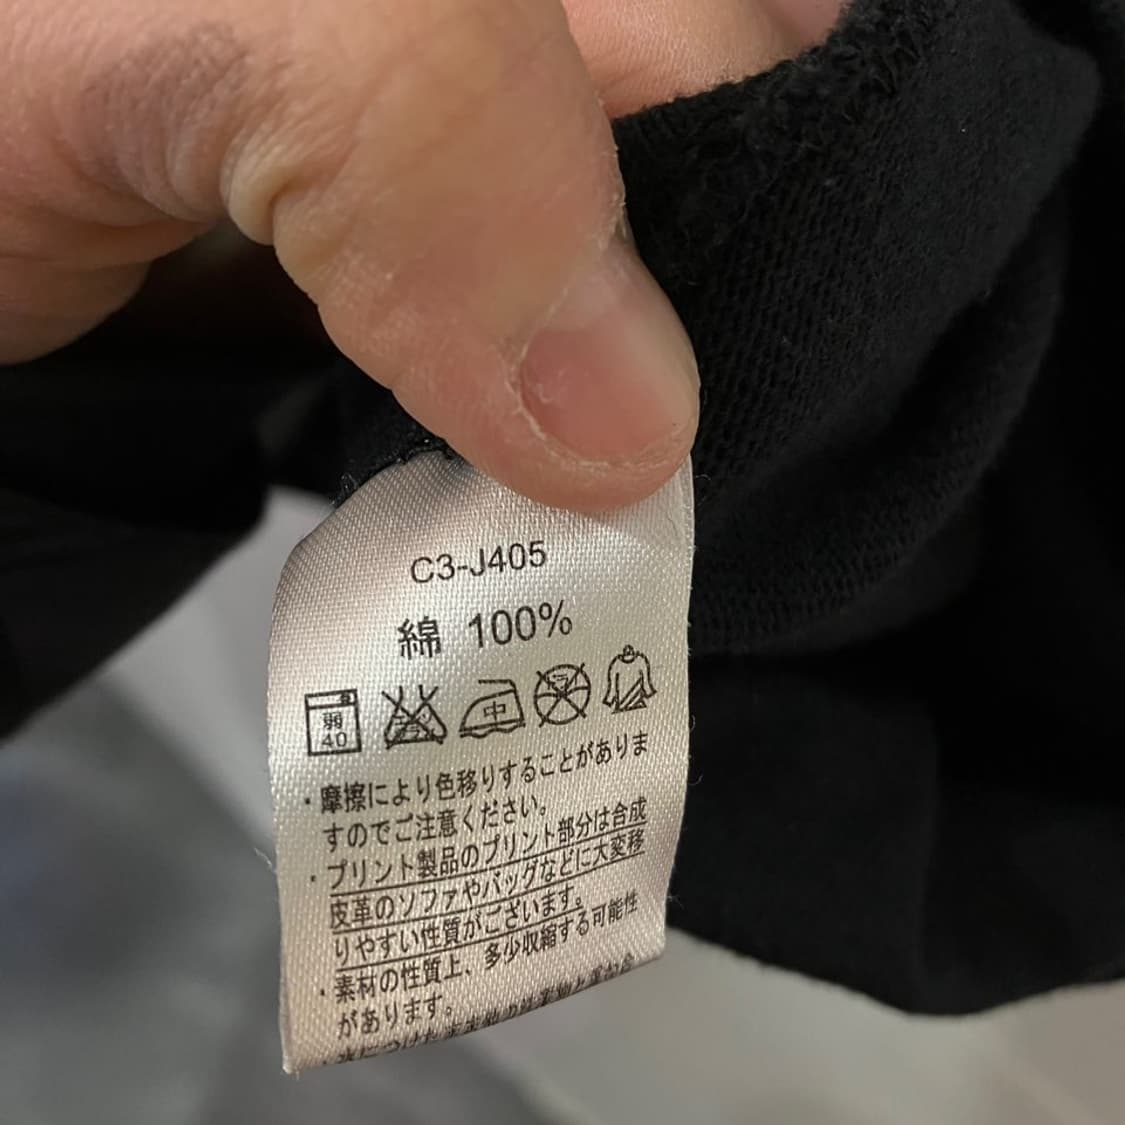 C3-J405
綿 100%
弱
40
中
・摩擦により色移りすることがありま
すのでご注意ください。
・プリント製品のプリント部分は合成
皮革のソファやバッグなどに大変移
りやすい性質がございます。
・素材の性質上、多少収縮する可能性
があります。